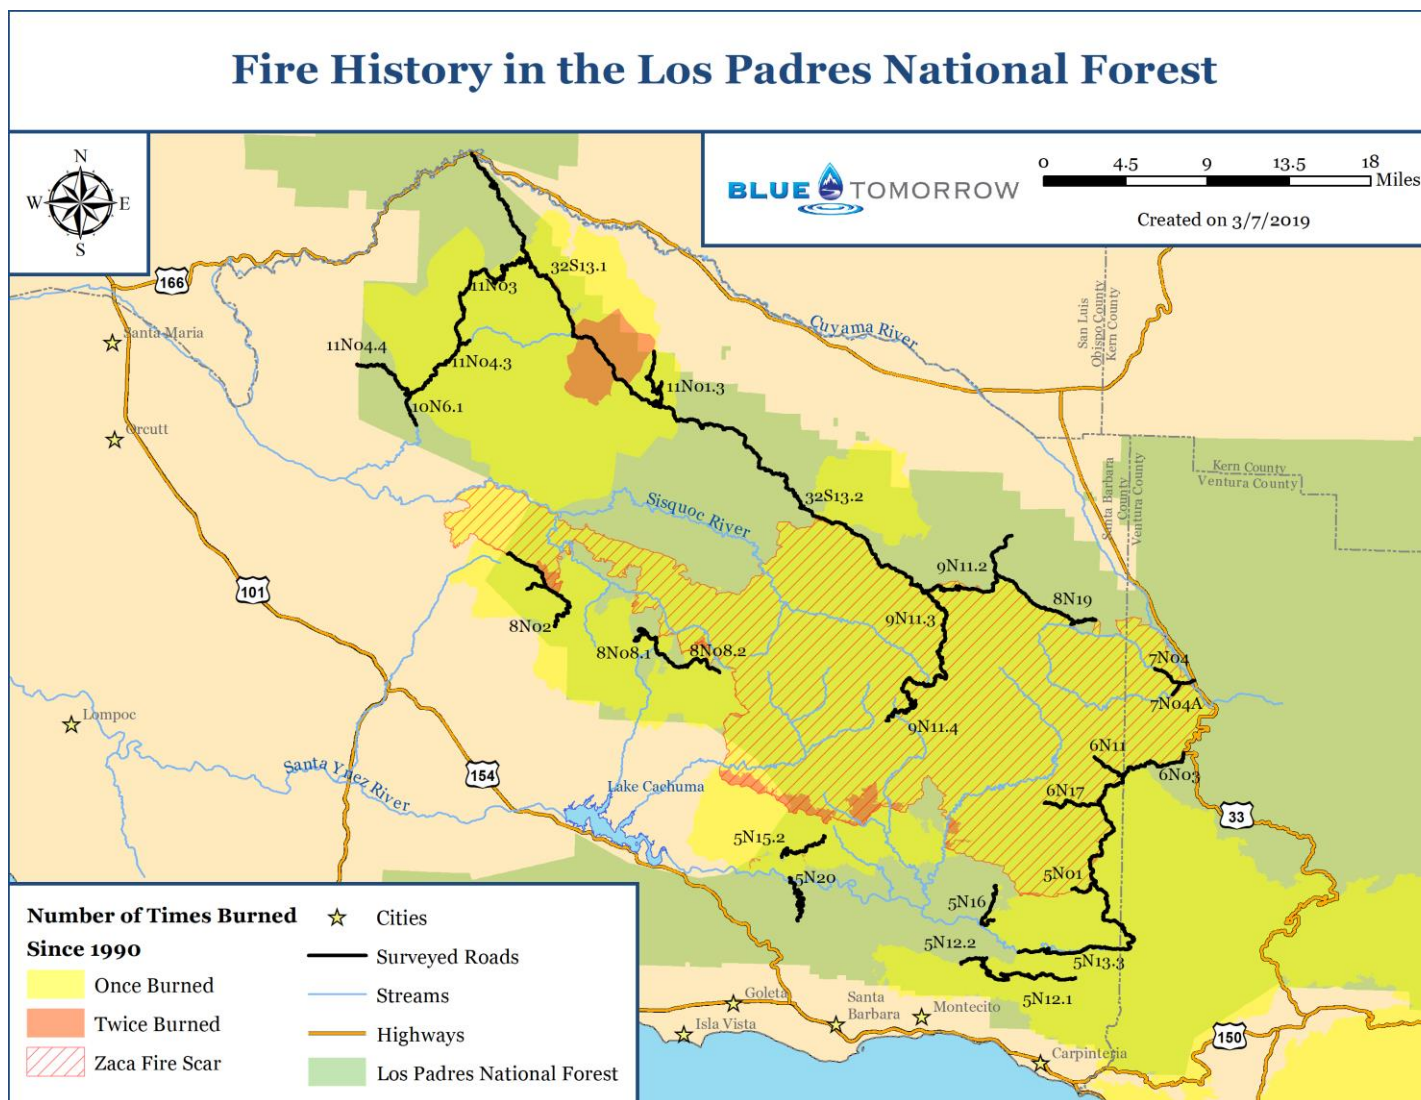 Fire History in the Los Padres National Forest
N
W E
S
BLUE TOMORROW
0 4.5 9 13.5 18
Miles
Created on 3/7/2019
166
Santa Maria
Orcutt
101
Lompoc
154
Santa Ynez River
Lake Cachuma
Cuyama River
Sisquoc River
San Luis
Obispo County
Kern County
Kern County
Ventura County
Santa Barbara
County
Ventura County
32S13.1
11N03
11N04.4
11N04.3
10N6.1
11N01.3
32S13.2
9N11.2
8N19
9N11.3
8N02
8N08.1
8N08.2
7N04
7N04A
9N11.4
6N11
6N03
6N17
33
5N15.2
5N20
5N01
5N16
5N12.2
5N13.3
5N12.1
Goleta
Isla Vista
Santa
Barbara
Montecito
Carpinteria
150
Number of Times Burned
Since 1990
Once Burned
Twice Burned
Zaca Fire Scar
Cities
Surveyed Roads
Streams
Highways
Los Padres National Forest